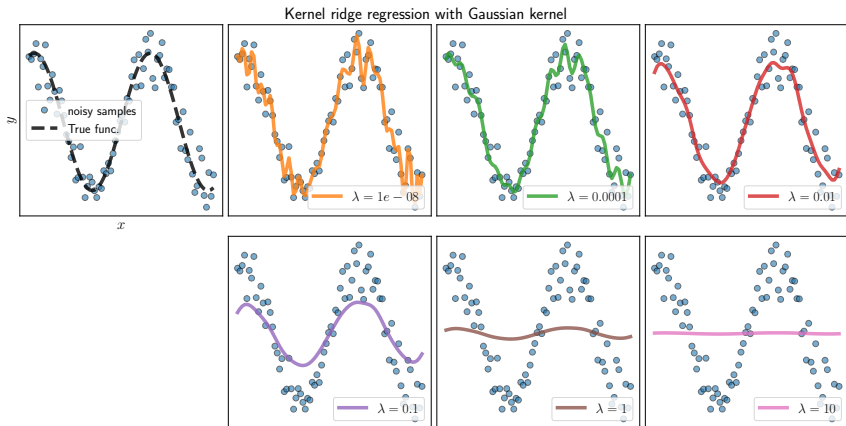 Kernel ridge regression with Gaussian kernel
y
noisy samples
True func.
x
λ = 1e − 08
λ = 0.0001
λ = 0.01
λ = 0.1
λ = 1
λ = 10